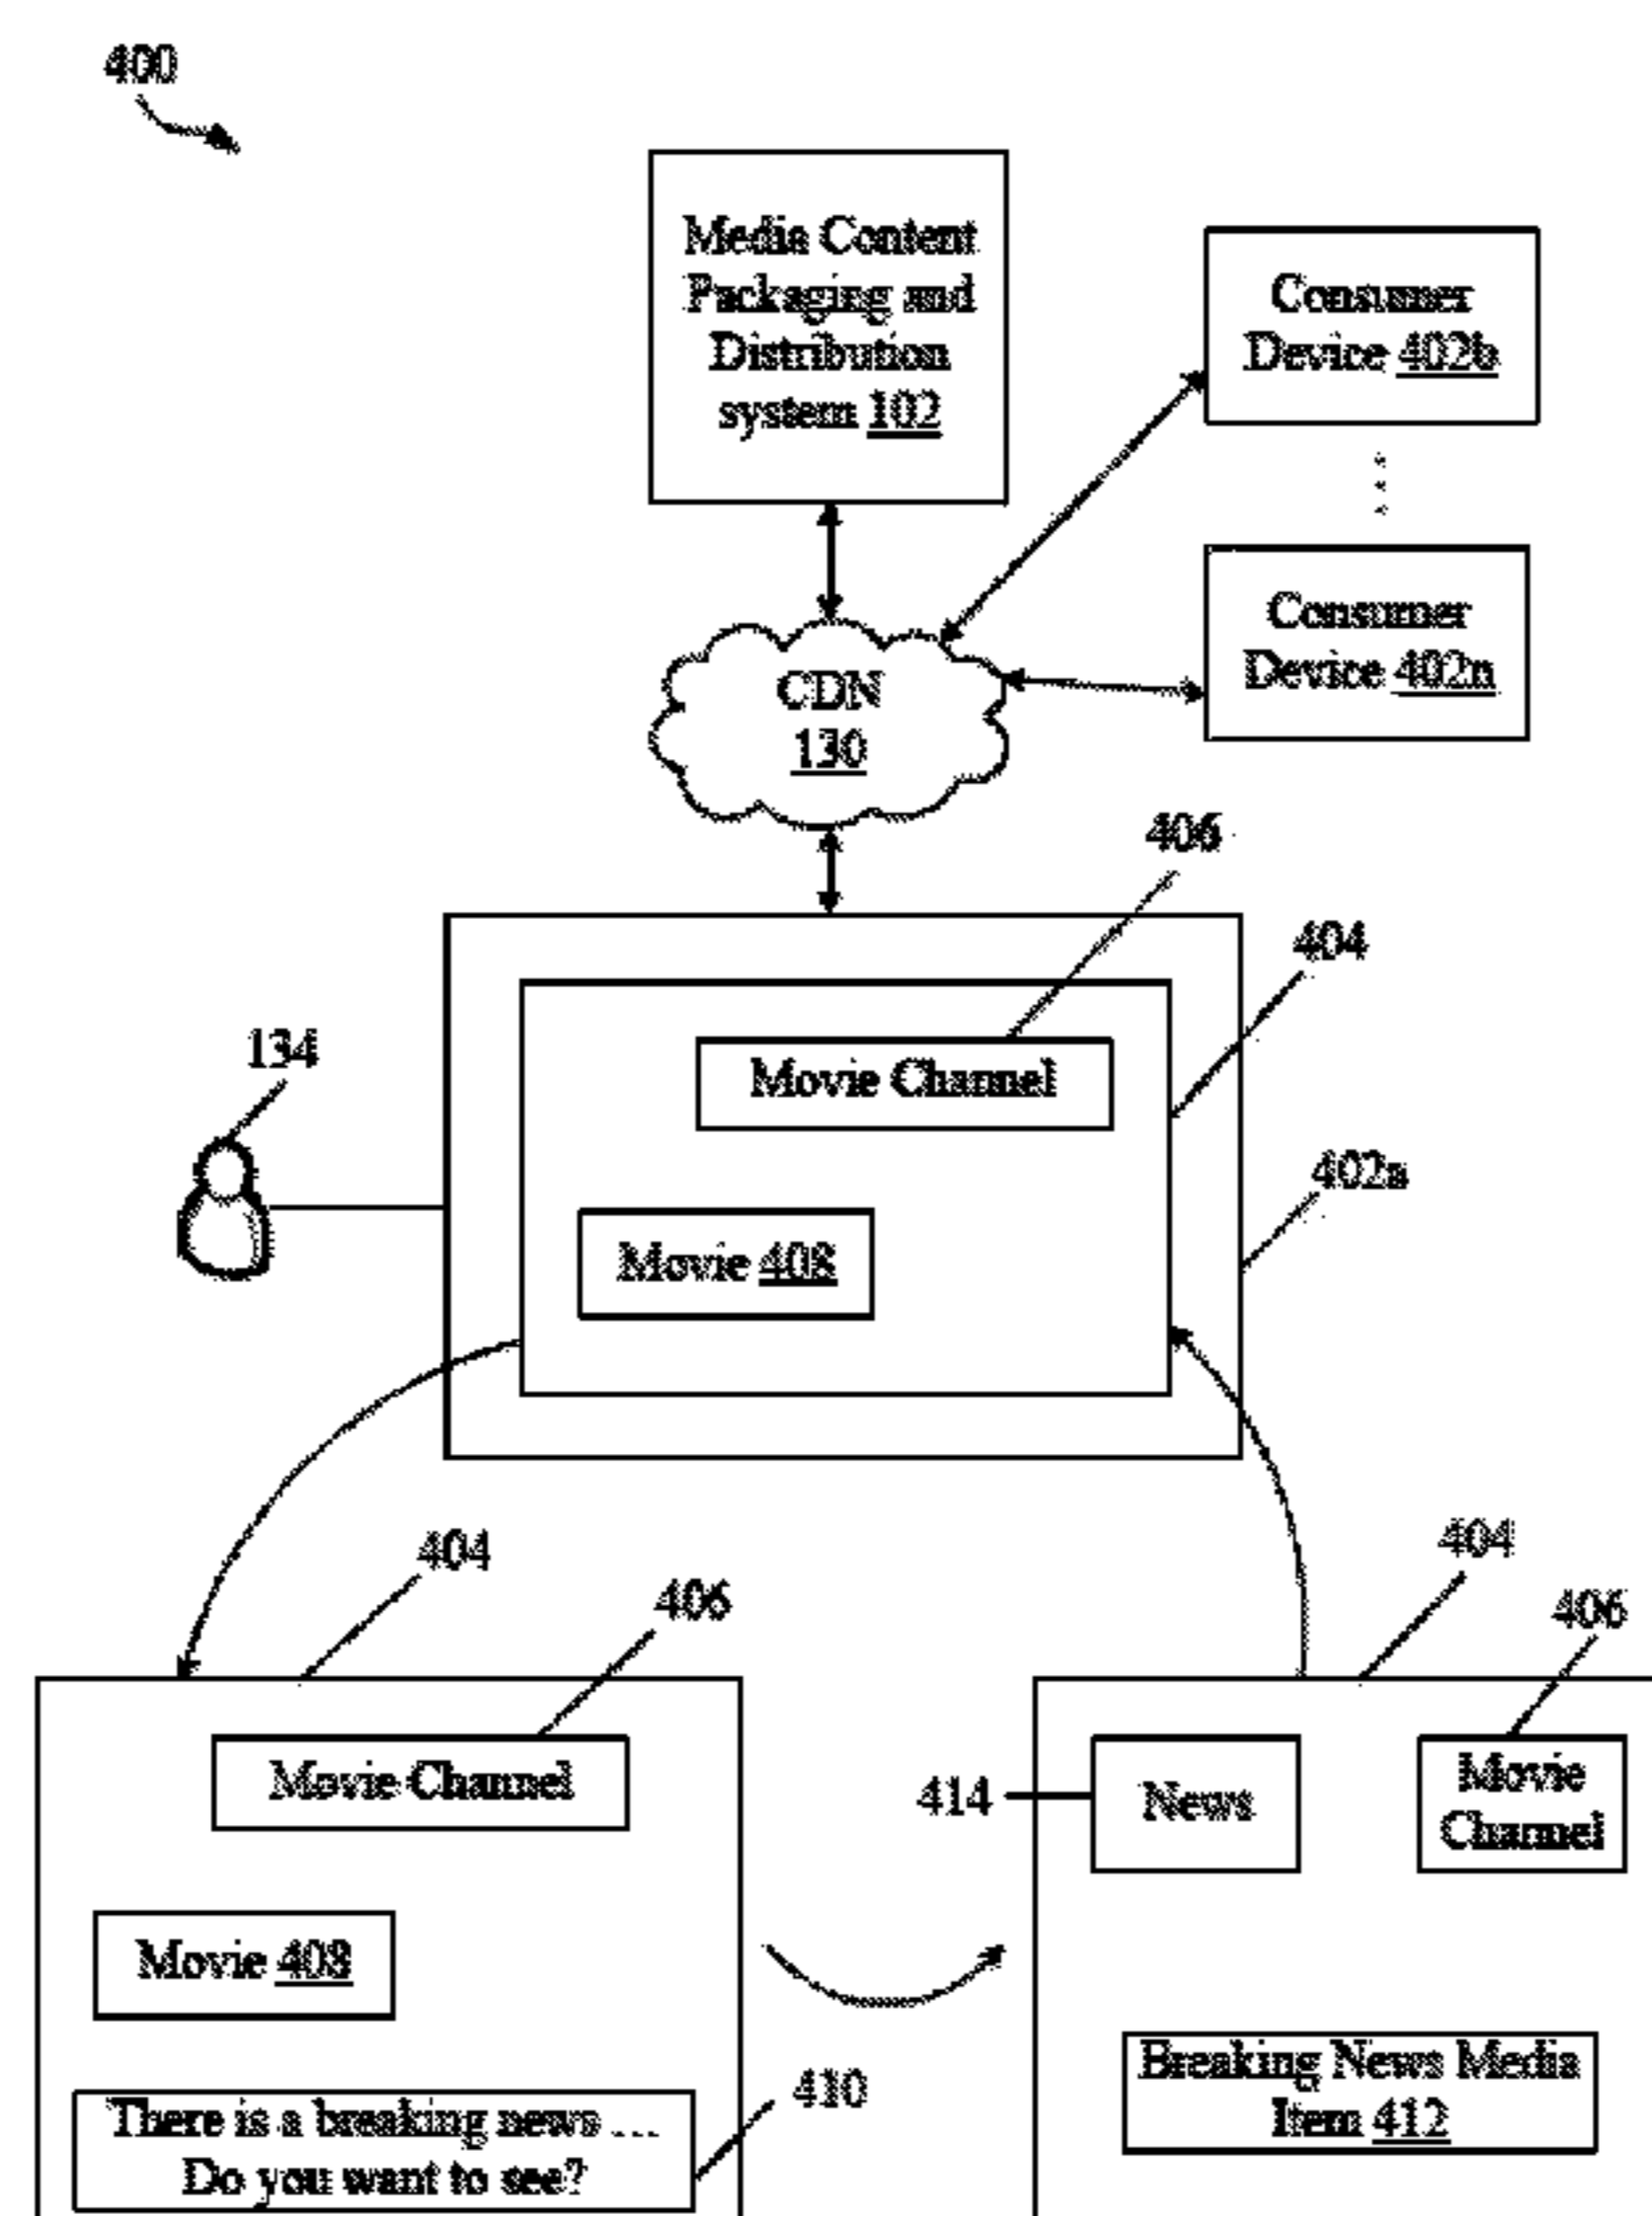 400
Media Content
Packaging and
Distribution
system 102
Consumer
Device 402b
Consumer
Device 402n
CDN
130
406
404
Movie Channel
134
402a
Movie 408
404
406
404
406
Movie Channel
414
News
Movie
Channel
Movie 408
Breaking News Media
Item 412
410
There is a breaking news ...
Do you want to see?